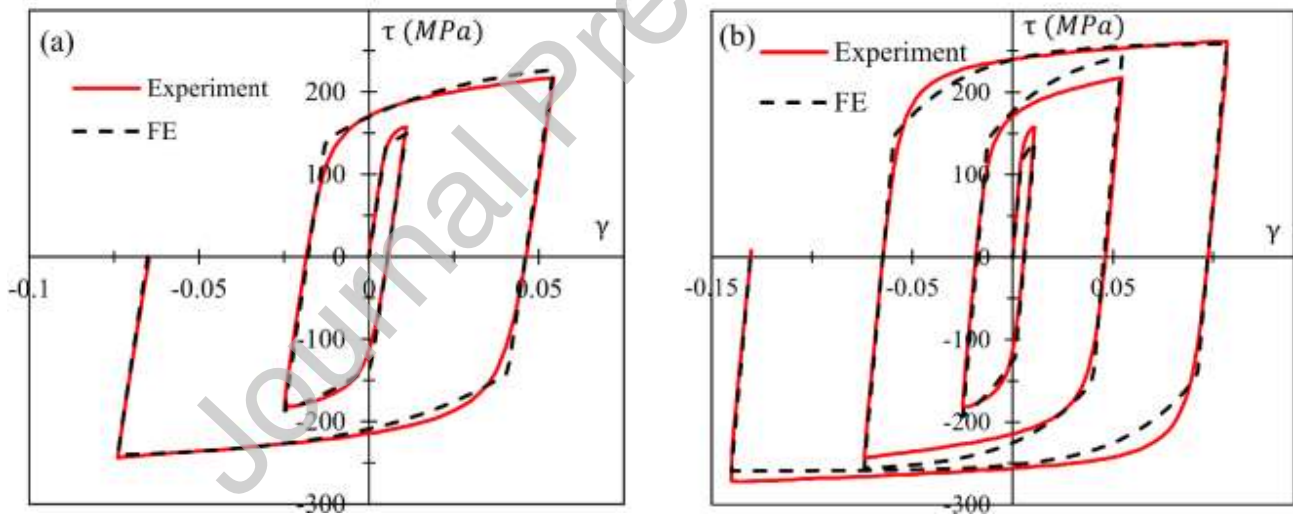 (a)
τ (MPa)
Experiment
FE
200
100
γ
0
-0.1
-0.05
0
0.05
-100
-200
-300
(b)
τ (MPa)
Experiment
FE
200
100
γ
0
-0.15
-0.05
0.05
-100
-200
-300
Journal Pre